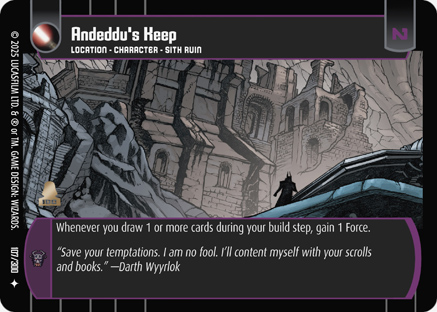 Andeddu's Keep
LOCATION - CHARACTER - SITH RUIN
2
Whenever you draw 1 or more cards during your build step, gain 1 Force.
"Save your temptations. I am no fool. I'll content myself with your scrolls
and books." —Darth Wyyrlok
© 2025 LUCASFILM LTD. & ® or TM. GAME DESIGN: WIZARDS.
107/300